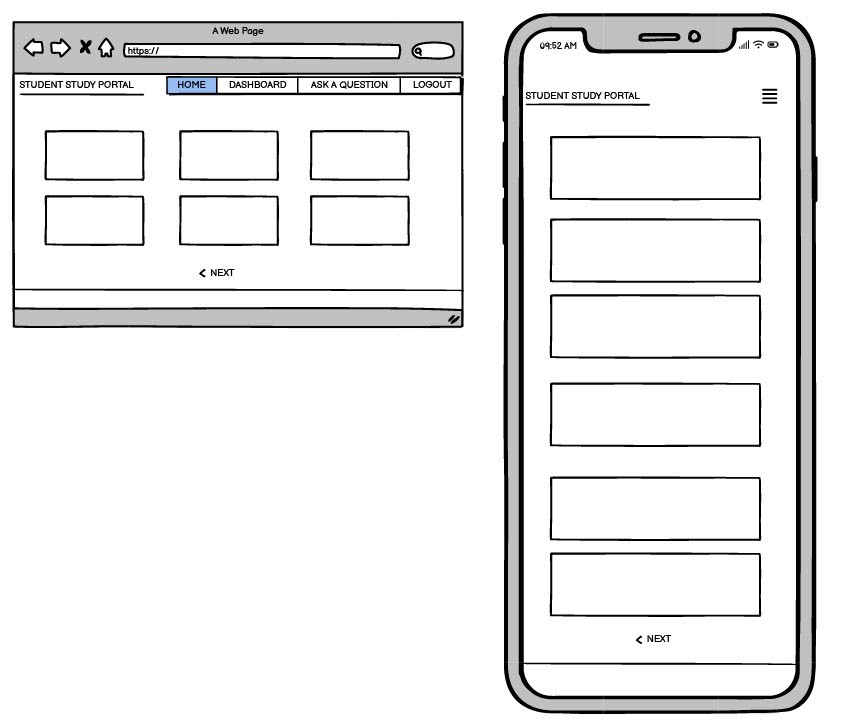 A Web Page
https://
STUDENT STUDY PORTAL
HOME
DASHBOARD
ASK A QUESTION
LOGOUT
< NEXT
09:52 AM
STUDENT STUDY PORTAL
< NEXT